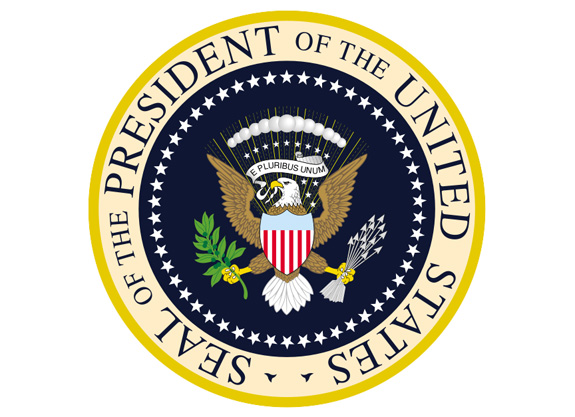 SEAL OF THE PRESIDENT OF THE UNITED STATES
E PLURIBUS UNUM